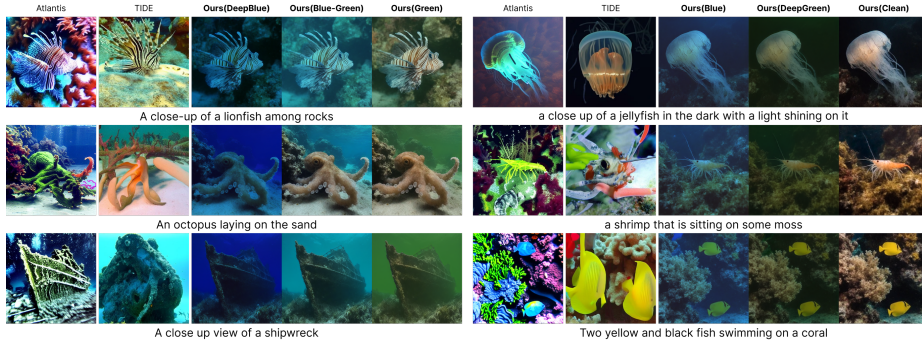 Atlantis TIDE Ours(DeepBlue) Ours(Blue-Green) Ours(Green)
A close-up of a lionfish among rocks
An octopus laying on the sand
A close up view of a shipwreck
Atlantis TIDE Ours(Blue) Ours(DeepGreen) Ours(Clean)
a close up of a jellyfish in the dark with a light shining on it
a shrimp that is sitting on some moss
Two yellow and black fish swimming on a coral